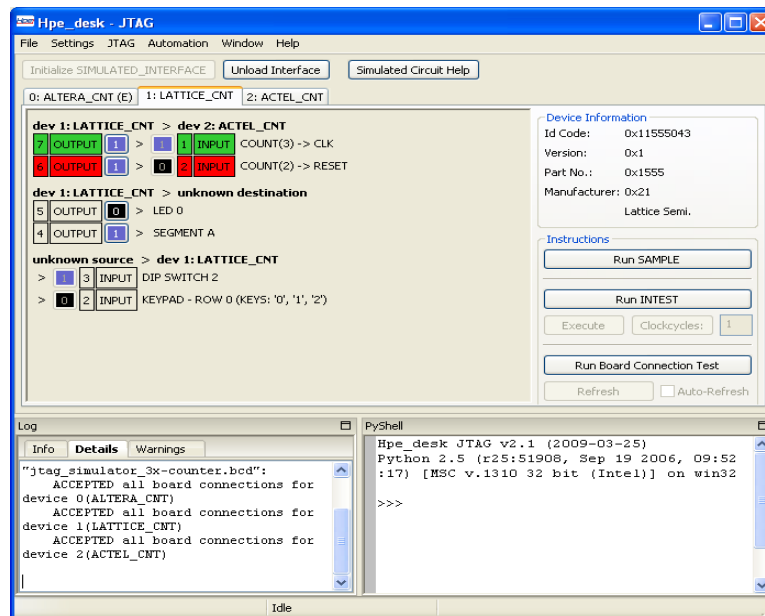 Hpe_desk - JTAG
File Settings JTAG Automation Window Help
Initialize SIMULATED_INTERFACE Unload Interface Simulated Circuit Help
0: ALTERA_CNT (E) 1: LATTICE_CNT 2: ACTEL_CNT
dev 1: LATTICE_CNT > dev 2: ACTEL_CNT
7 OUTPUT 1 > 1 1 INPUT COUNT(3) -> CLK
6 OUTPUT 1 > 0 2 INPUT COUNT(2) -> RESET
dev 1: LATTICE_CNT > unknown destination
5 OUTPUT 0 > LED 0
4 OUTPUT 1 > SEGMENT A
unknown source > dev 1: LATTICE_CNT
> 1 3 INPUT DIP SWITCH 2
> 0 2 INPUT KEYPAD - ROW 0 (KEYS: '0', '1', '2')
Device Information
Id Code: 0x11555043
Version: 0x1
Part No.: 0x1555
Manufacturer: 0x21
Lattice Semi.
Instructions
Run SAMPLE
Run INTEST
Execute Clockcycles: 1
Run Board Connection Test
Refresh Auto-Refresh
Log
Info Details Warnings
"jtag_simulator_3x-counter.bcd":
ACCEPTED all board connections for
device 0(ALTERA_CNT)
ACCEPTED all board connections for
device 1(LATTICE_CNT)
ACCEPTED all board connections for
device 2(ACTEL_CNT)
PyShell
Hpe_desk JTAG v2.1 (2009-03-25)
Python 2.5 (r25:51908, Sep 19 2006, 09:52
:17) [MSC v.1310 32 bit (Intel)] on win32
>>>
Idle